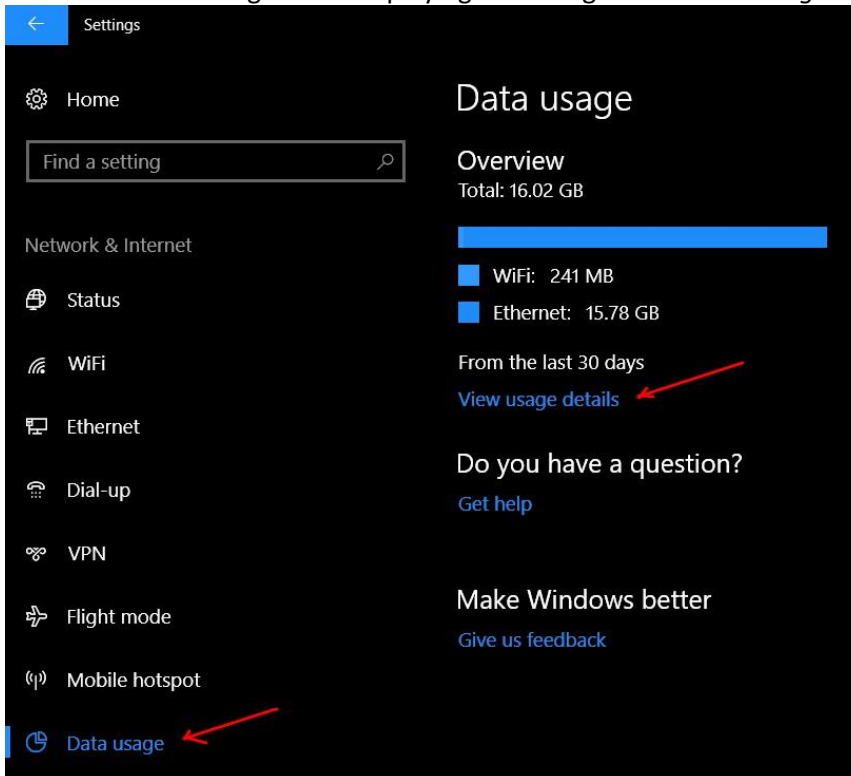 Settings
Home
Find a setting
Network & Internet
Status
WiFi
Ethernet
Dial-up
VPN
Flight mode
Mobile hotspot
Data usage
Data usage
Overview
Total: 16.02 GB
WiFi: 241 MB
Ethernet: 15.78 GB
From the last 30 days
View usage details
Do you have a question?
Get help
Make Windows better
Give us feedback